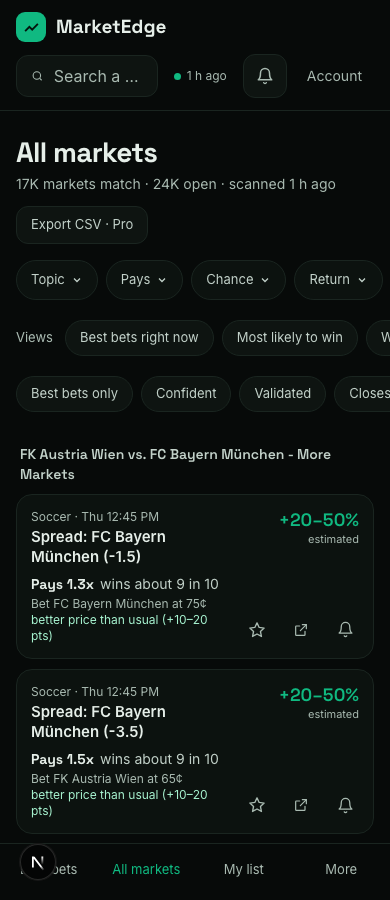 MarketEdge
Search a ...
1 h ago
Account
All markets
17K markets match · 24K open · scanned 1 h ago
Export CSV · Pro
Topic
Pays
Chance
Return
Views
Best bets right now
Most likely to win
Best bets only
Confident
Validated
Closes
FK Austria Wien vs. FC Bayern München - More
Markets
Soccer · Thu 12:45 PM
+20–50%
estimated
Spread: FC Bayern
München (-1.5)
Pays 1.3x wins about 9 in 10
Bet FC Bayern München at 75¢
better price than usual (+10–20
pts)
Soccer · Thu 12:45 PM
+20–50%
estimated
Spread: FC Bayern
München (-3.5)
Pays 1.5x wins about 9 in 10
Bet FK Austria Wien at 65¢
better price than usual (+10–20
pts)
N
bets
All markets
My list
More